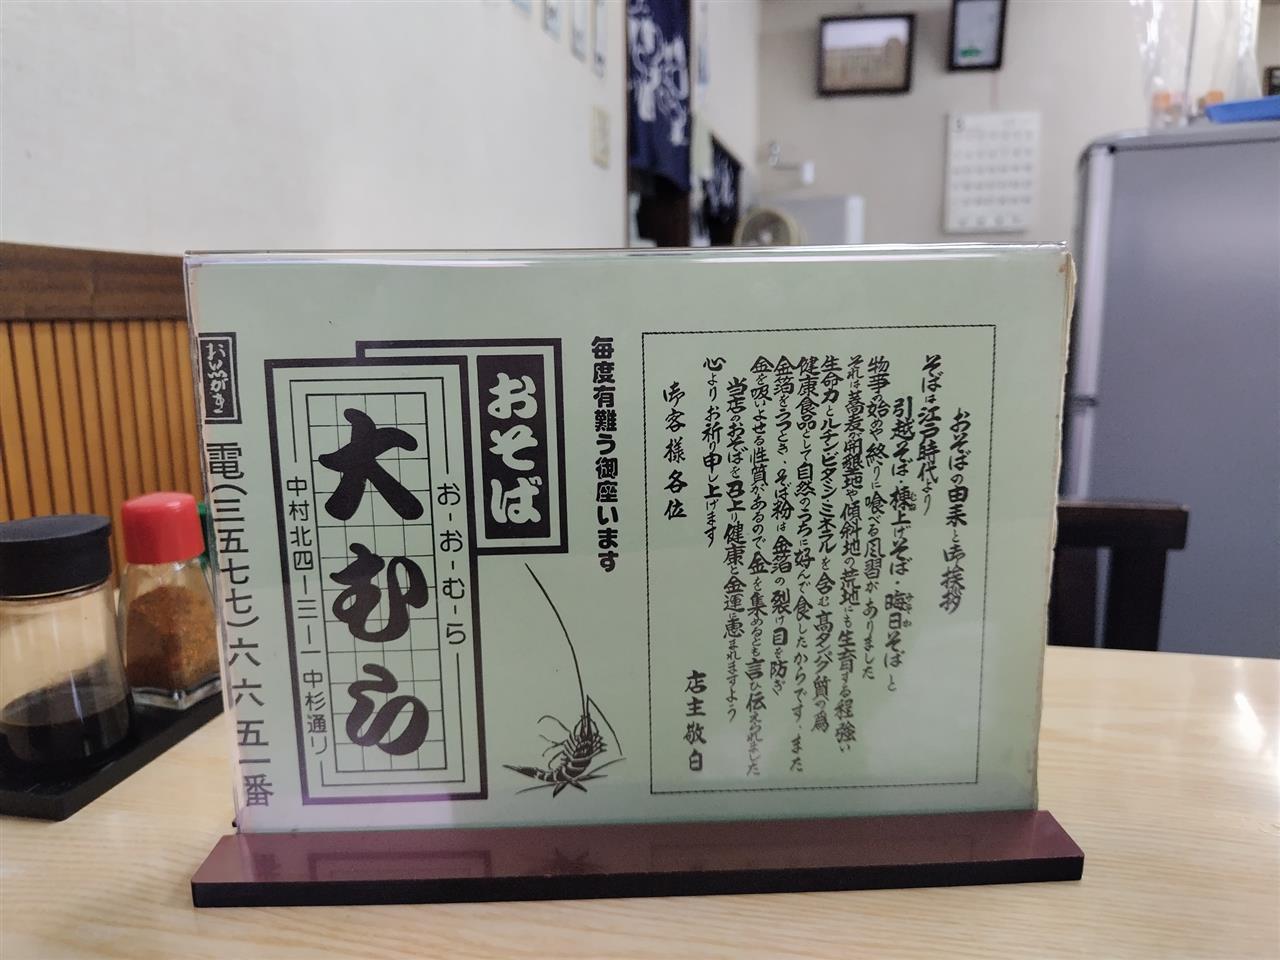 おそばの由来と御挨拶
そばは江戸時代より
引越そば・棟上げそば・晦日そばと
物事の始めや終りに喰べる風習がありました
それは蕎麦が開墾地や傾斜地の荒地にも生育する程強い
生命力とルチンビタミン・ミネラルを含む高タンパク質の為
健康食品として自然のうちに好んで食したからです、また
金箔をうつとき、そば粉は金箔の裂け目を防ぎ
金を吸いよせる性質があるので金を集めるとも言ひ伝えられました
当店のおそばを召上り健康と金運に恵まれますよう
心よりお祈り申し上げます
店主敬白
御客様各位
毎度有難う御座います
おそば
お-お-む-ら
大むら
中村北四-三-一 中杉通り
おしながき
電(三五七七)六六五一番